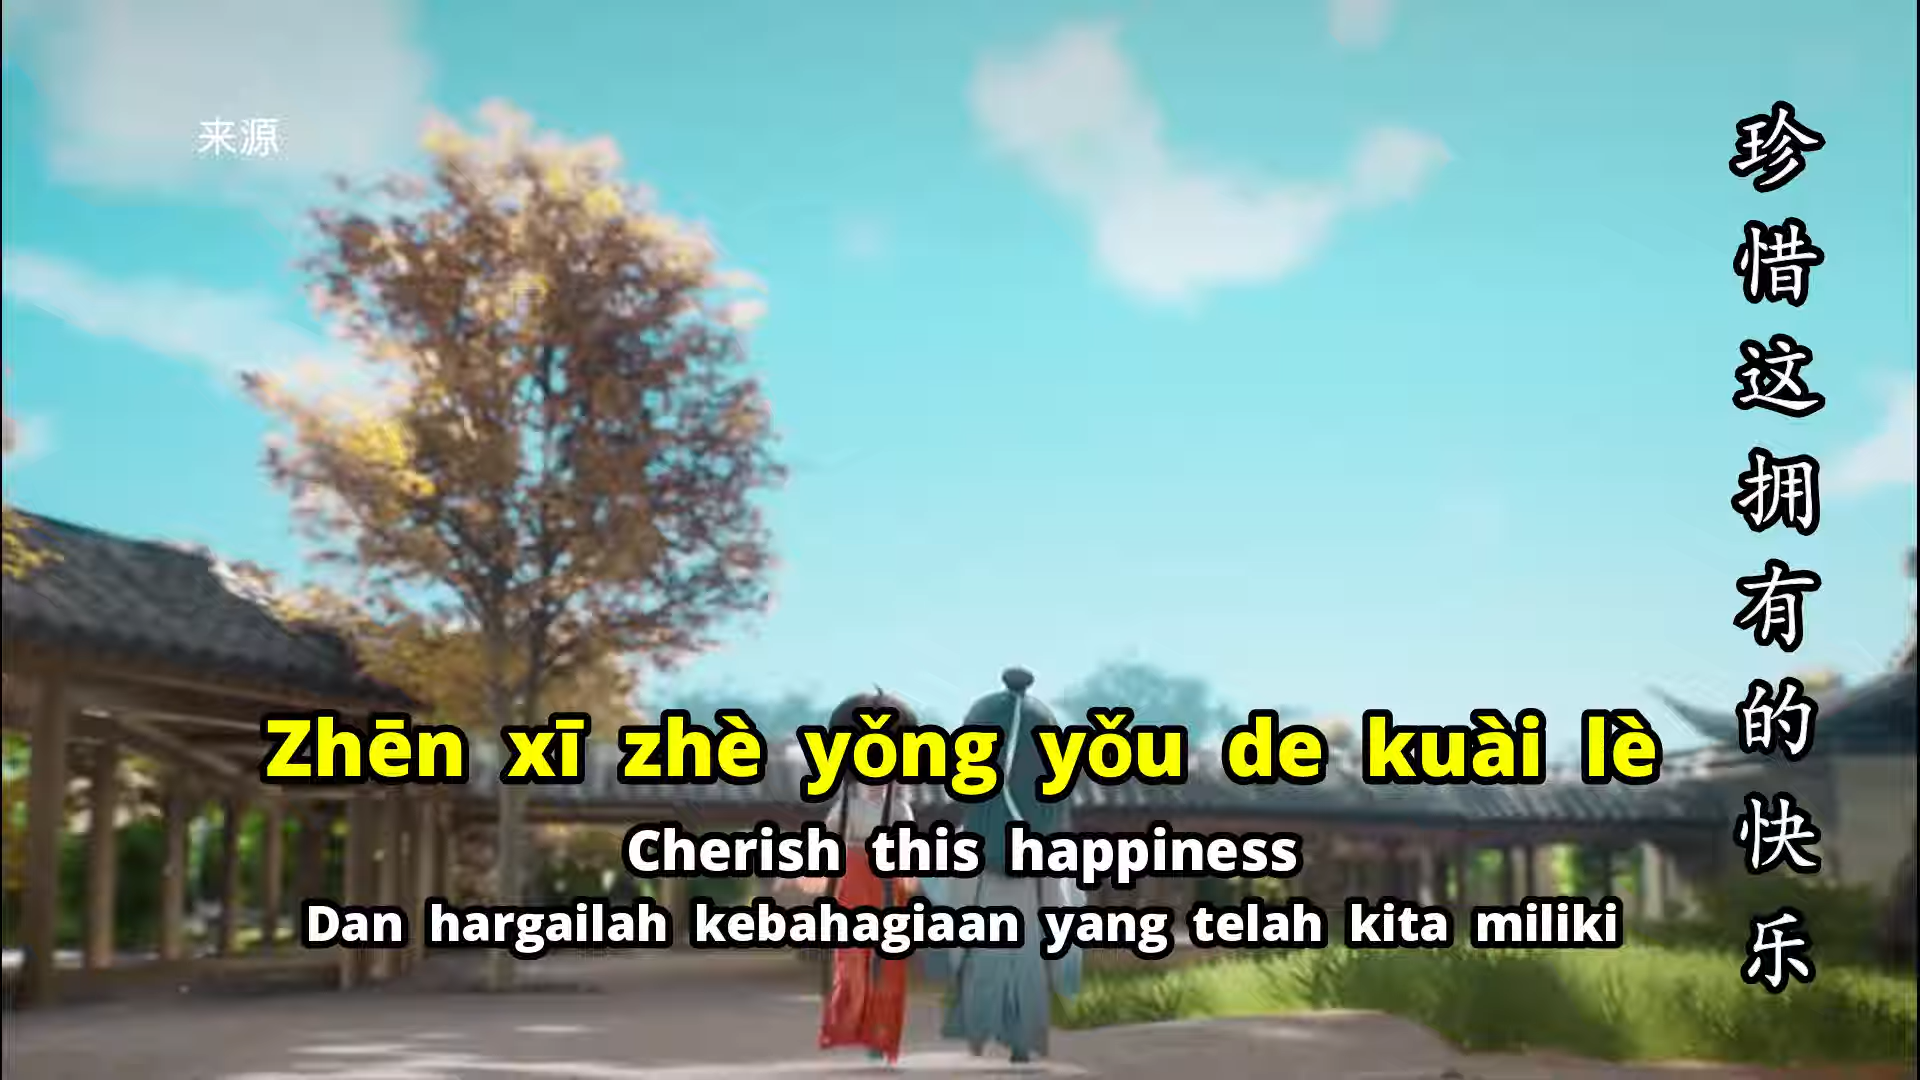 来源
珍惜这拥有的快乐
Zhēn xī zhè yǒng yǒu de kuài lè
Cherish this happiness
Dan hargailah kebahagiaan yang telah kita miliki